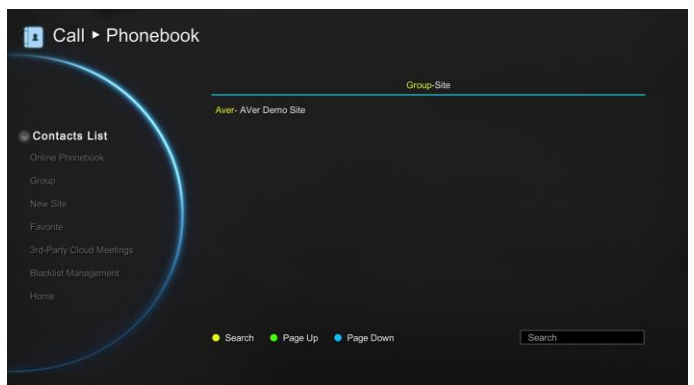 Call ▸ Phonebook
Group-Site
Aver- AVer Demo Site
Contacts List
Online Phonebook
Group
New Site
Favorite
3rd-Party Cloud Meetings
Blacklist Management
Home
Search Page Up Page Down Search